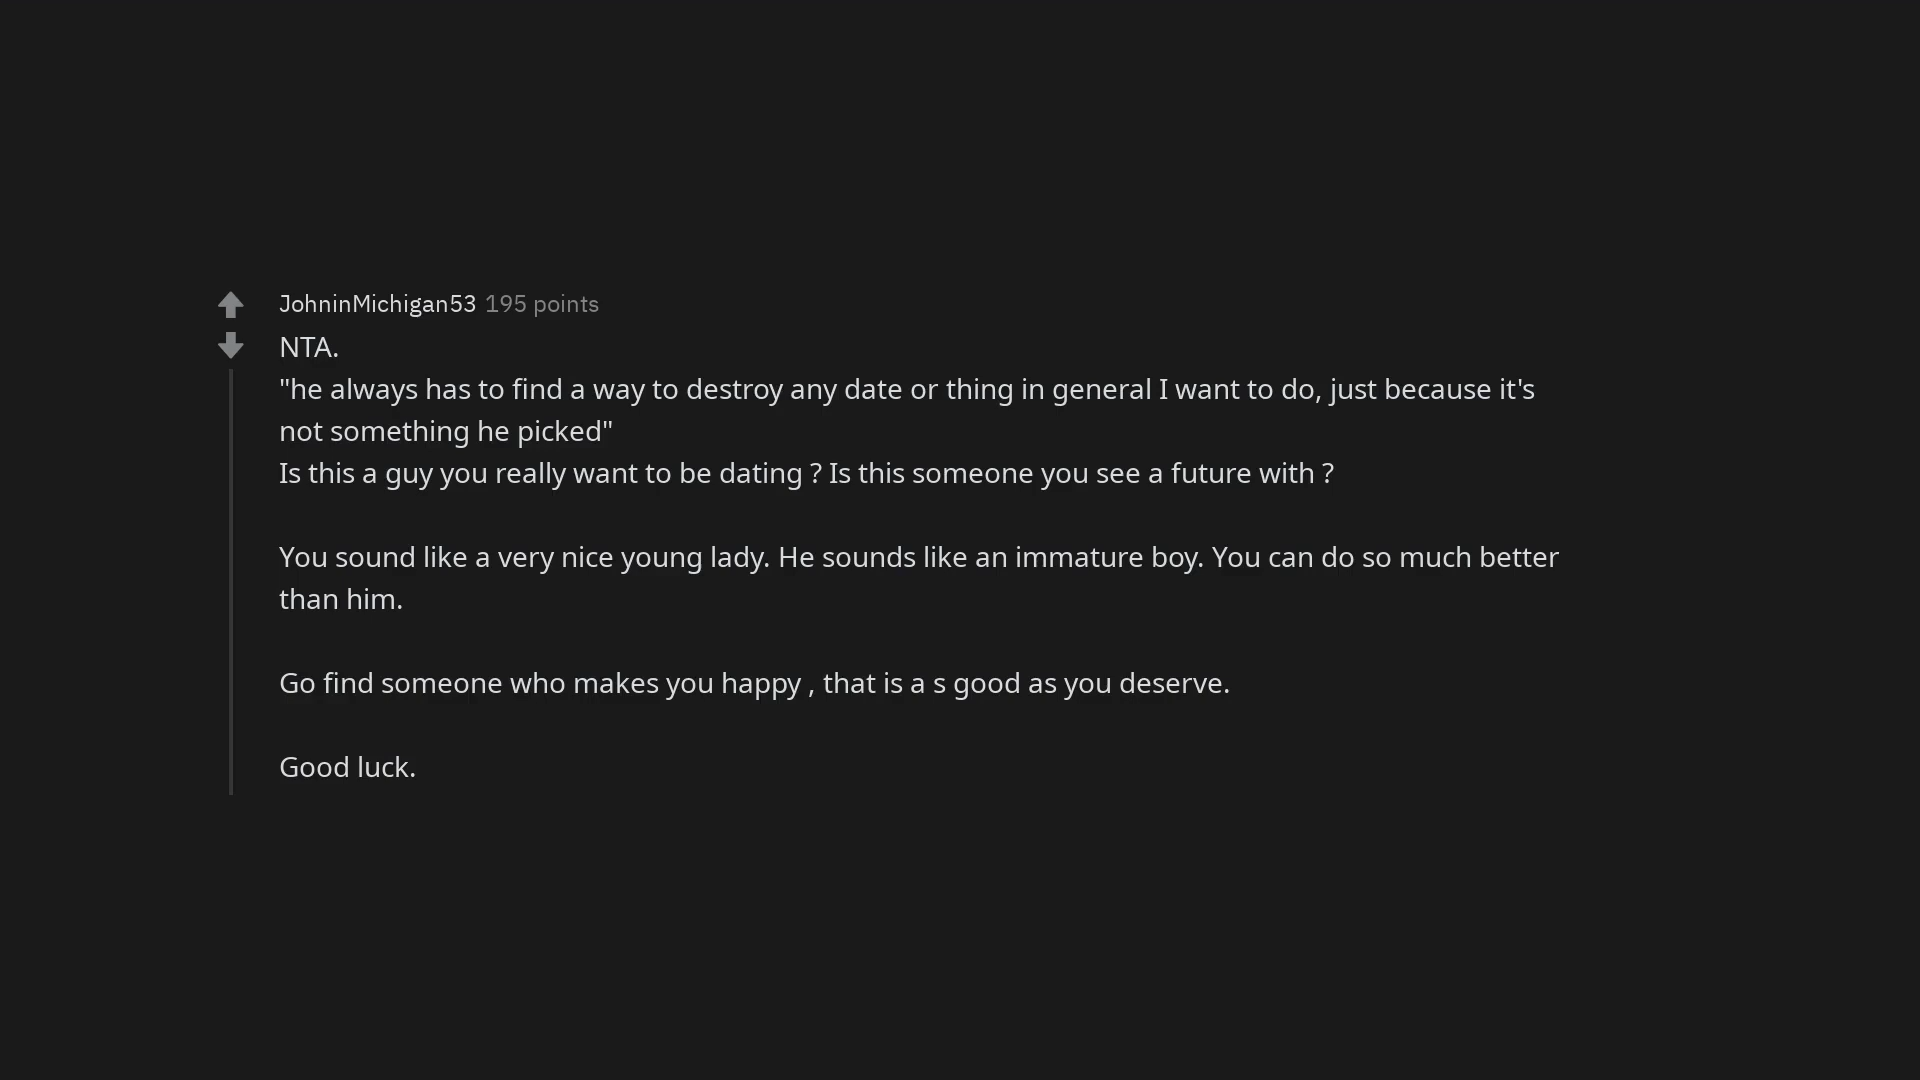 JohninMichigan53 195 points
NTA.
"he always has to find a way to destroy any date or thing in general I want to do, just because it's
not something he picked"
Is this a guy you really want to be dating ? Is this someone you see a future with ?
You sound like a very nice young lady. He sounds like an immature boy. You can do so much better
than him.
Go find someone who makes you happy , that is a s good as you deserve.
Good luck.